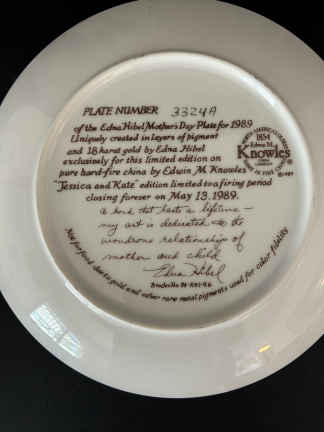 PLATE NUMBER 3324A
of the Edna Hibel Mother's Day Plate for 1989
Uniquely created in layers of pigment
and 18 karat gold by Edna Hibel
exclusively for this limited edition on
pure hard-fire china by Edwin M. Knowles
"Jessica and Kate" edition limited to a firing period
closing forever on May 13, 1989.
a bond that lasts a lifetime –
my art is dedicated to the
wondrous relationships of
mother and child
Edna Hibel
Not for food due to gold and other rare metal pigments used for color fidelity
1854
Edwin M.
Knowles